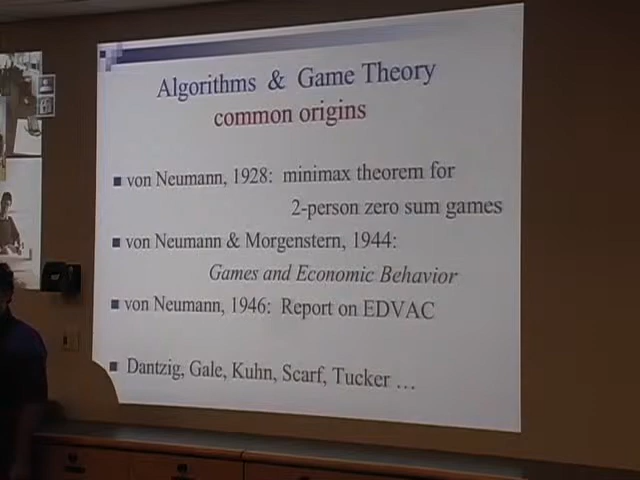 Algorithms & Game Theory
common origins
■ von Neumann, 1928: minimax theorem for
2-person zero sum games
■ von Neumann & Morgenstern, 1944:
Games and Economic Behavior
■ von Neumann, 1946: Report on EDVAC
■ Dantzig, Gale, Kuhn, Scarf, Tucker …